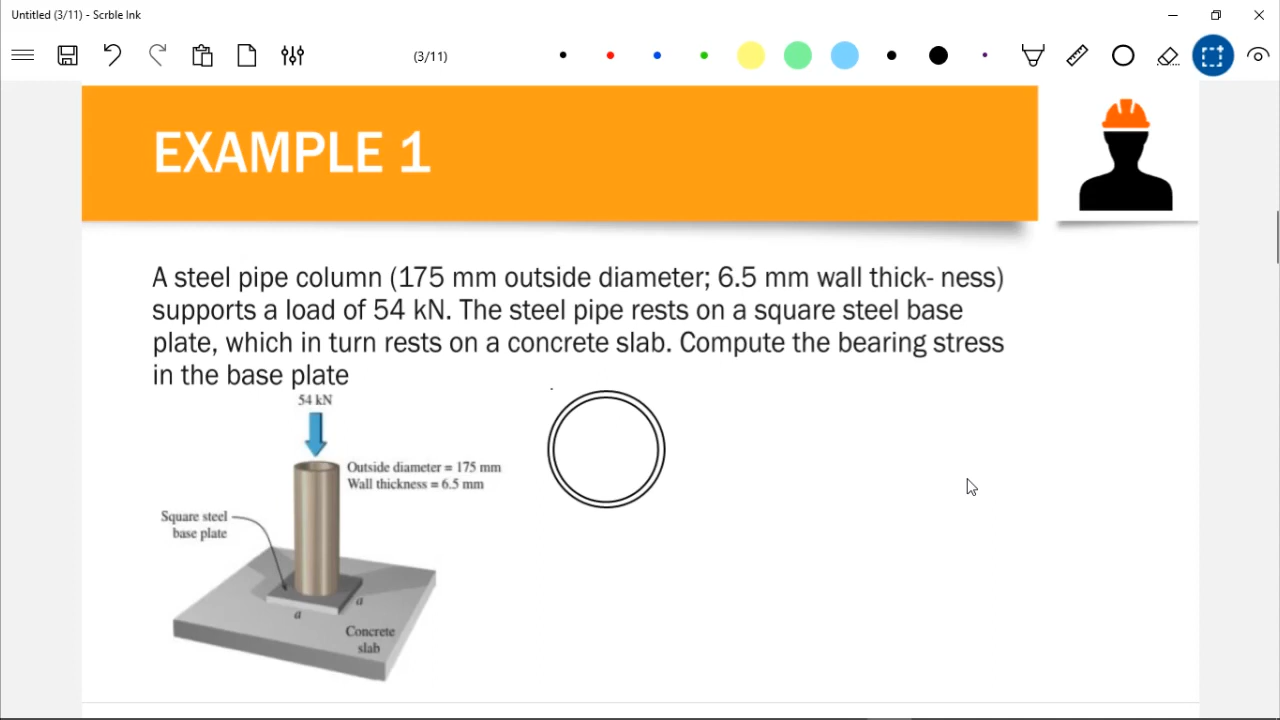 Untitled (3/11) - Scrble Ink
(3/11)
EXAMPLE 1
A steel pipe column (175 mm outside diameter; 6.5 mm wall thick- ness)
supports a load of 54 kN. The steel pipe rests on a square steel base
plate, which in turn rests on a concrete slab. Compute the bearing stress
in the base plate
54 kN
Outside diameter = 175 mm
Wall thickness = 6.5 mm
Square steel
base plate
a
a
Concrete
slab